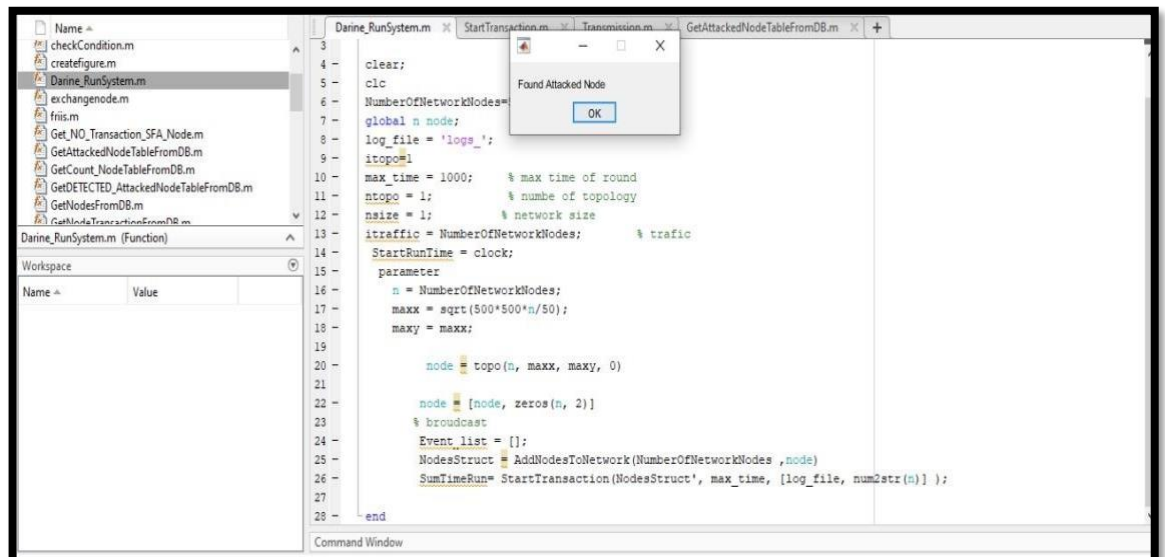 Name
checkCondition.m
createfigure.m
Darine_RunSystem.m
exchangenode.m
friis.m
Get_NO_Transaction_SFA_Node.m
GetAttackedNodeTableFromDB.m
GetCount_NodeTableFromDB.m
GetDETECTED_AttackedNodeTableFromDB.m
GetNodesFromDB.m
GetNodeTransactionFromDB.m
Darine_RunSystem.m (Function)
Workspace
Name Value
Darine_RunSystem.m StartTransaction.m Transmission.m GetAttackedNodeTableFromDB.m +
Found Attacked Node
OK
3
4 - clear;
5 - clc
6 - NumberOfNetworkNodes=
7 - global n node;
8 - log_file = 'logs_';
9 - itopo=1
10 - max_time = 1000; % max time of round
11 - ntopo = 1; % numbe of topology
12 - nsize = 1; % network size
13 - itraffic = NumberOfNetworkNodes; % trafic
14 - StartRunTime = clock;
15 - parameter
16 - n = NumberOfNetworkNodes;
17 - maxx = sqrt(500*500*n/50);
18 - maxy = maxx;
19
20 - node = topo(n, maxx, maxy, 0)
21
22 - node = [node, zeros(n, 2)]
23 % broudcast
24 - Event_list = [];
25 - NodesStruct = AddNodesToNetwork(NumberOfNetworkNodes ,node)
26 - SumTimeRun= StartTransaction(NodesStruct', max_time, [log_file, num2str(n)] );
27
28 - end
Command Window